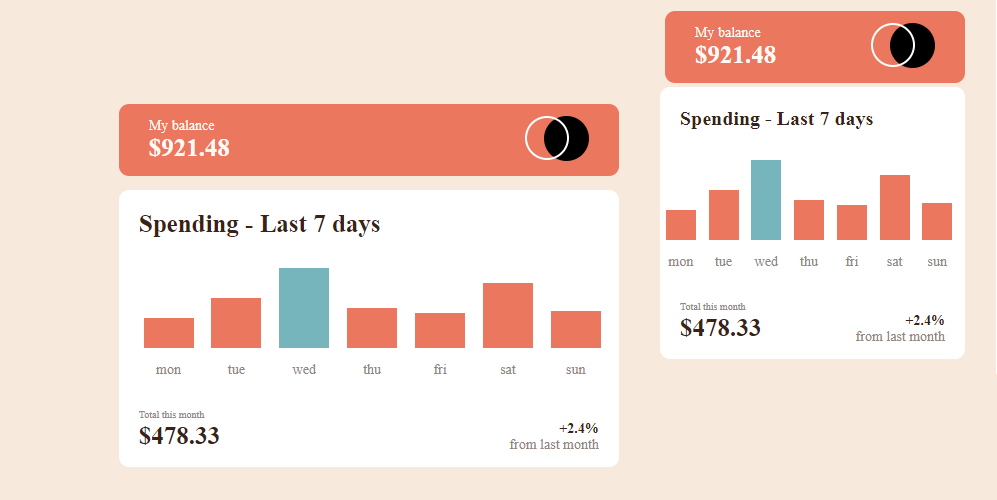 My balance
$921.48
Spending - Last 7 days
mon tue wed thu fri sat sun
Total this month
$478.33
+2.4%
from last month
My balance
$921.48
Spending - Last 7 days
mon tue wed thu fri sat sun
Total this month
$478.33
+2.4%
from last month